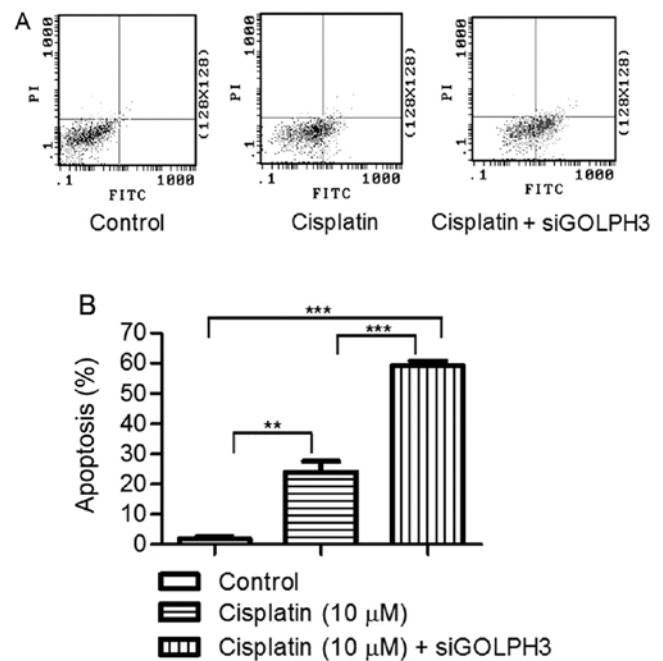 A
1000
PI
.1
.1
1000
FITC
(128X128)
Control
1000
PI
.1
.1
1000
FITC
(128X128)
Cisplatin
1000
PI
.1
.1
1000
FITC
(128X128)
Cisplatin + siGOLPH3
B
***
***
**
70
60
50
40
30
20
10
0
Apoptosis (%)
Control
Cisplatin (10 μM)
Cisplatin (10 μM) + siGOLPH3